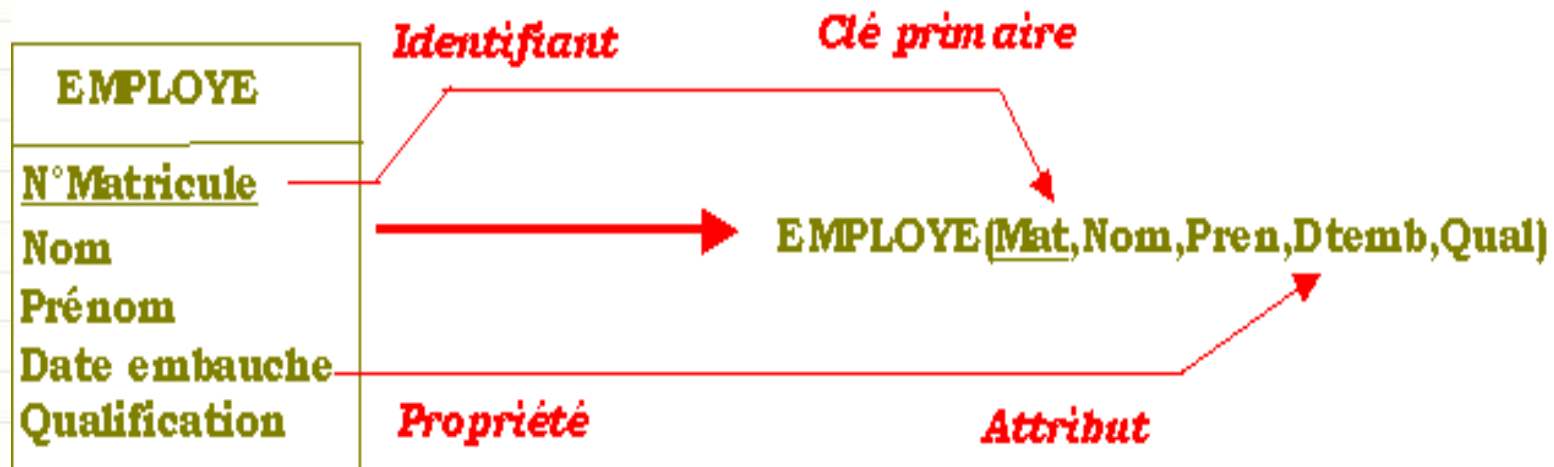 Identifiant
Clé primaire
EMPLOYE
N°Matricule
Nom
Prénom
Date embauche
Qualification
EMPLOYE(Mat,Nom,Pren,Dtemb,Qual)
Propriété
Attribut